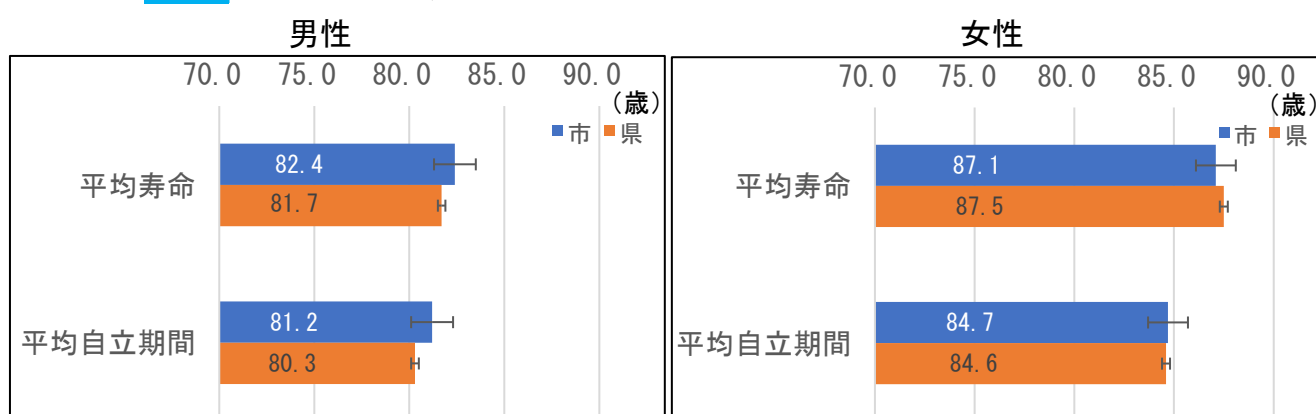 男性
70.0 75.0 80.0 85.0 90.0
(歳)
市 県
平均寿命
82.4
81.7
平均自立期間
81.2
80.3
女性
70.0 75.0 80.0 85.0 90.0
(歳)
市 県
平均寿命
87.1
87.5
平均自立期間
84.7
84.6